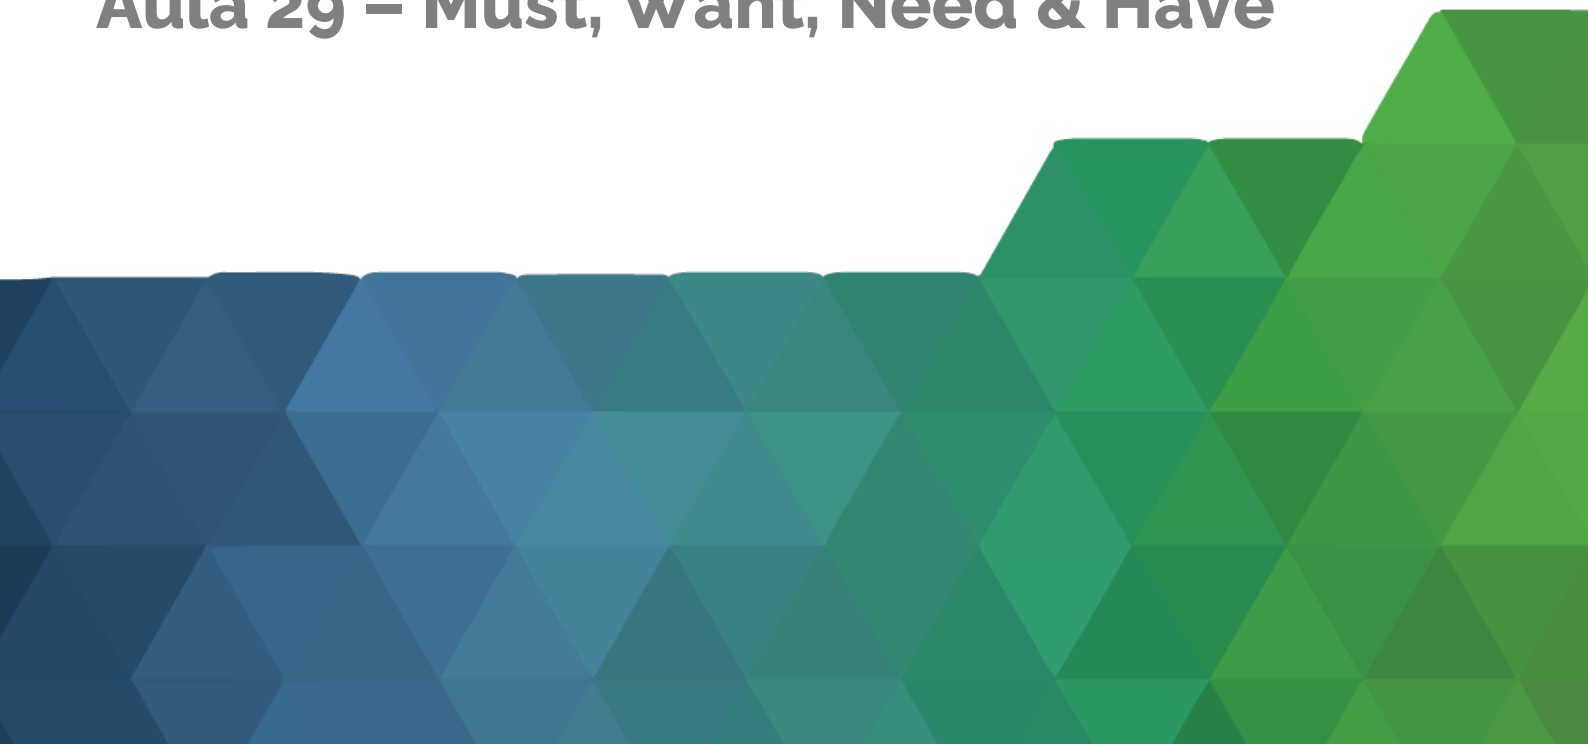 Aula 29 – Must, Want, Need & Have